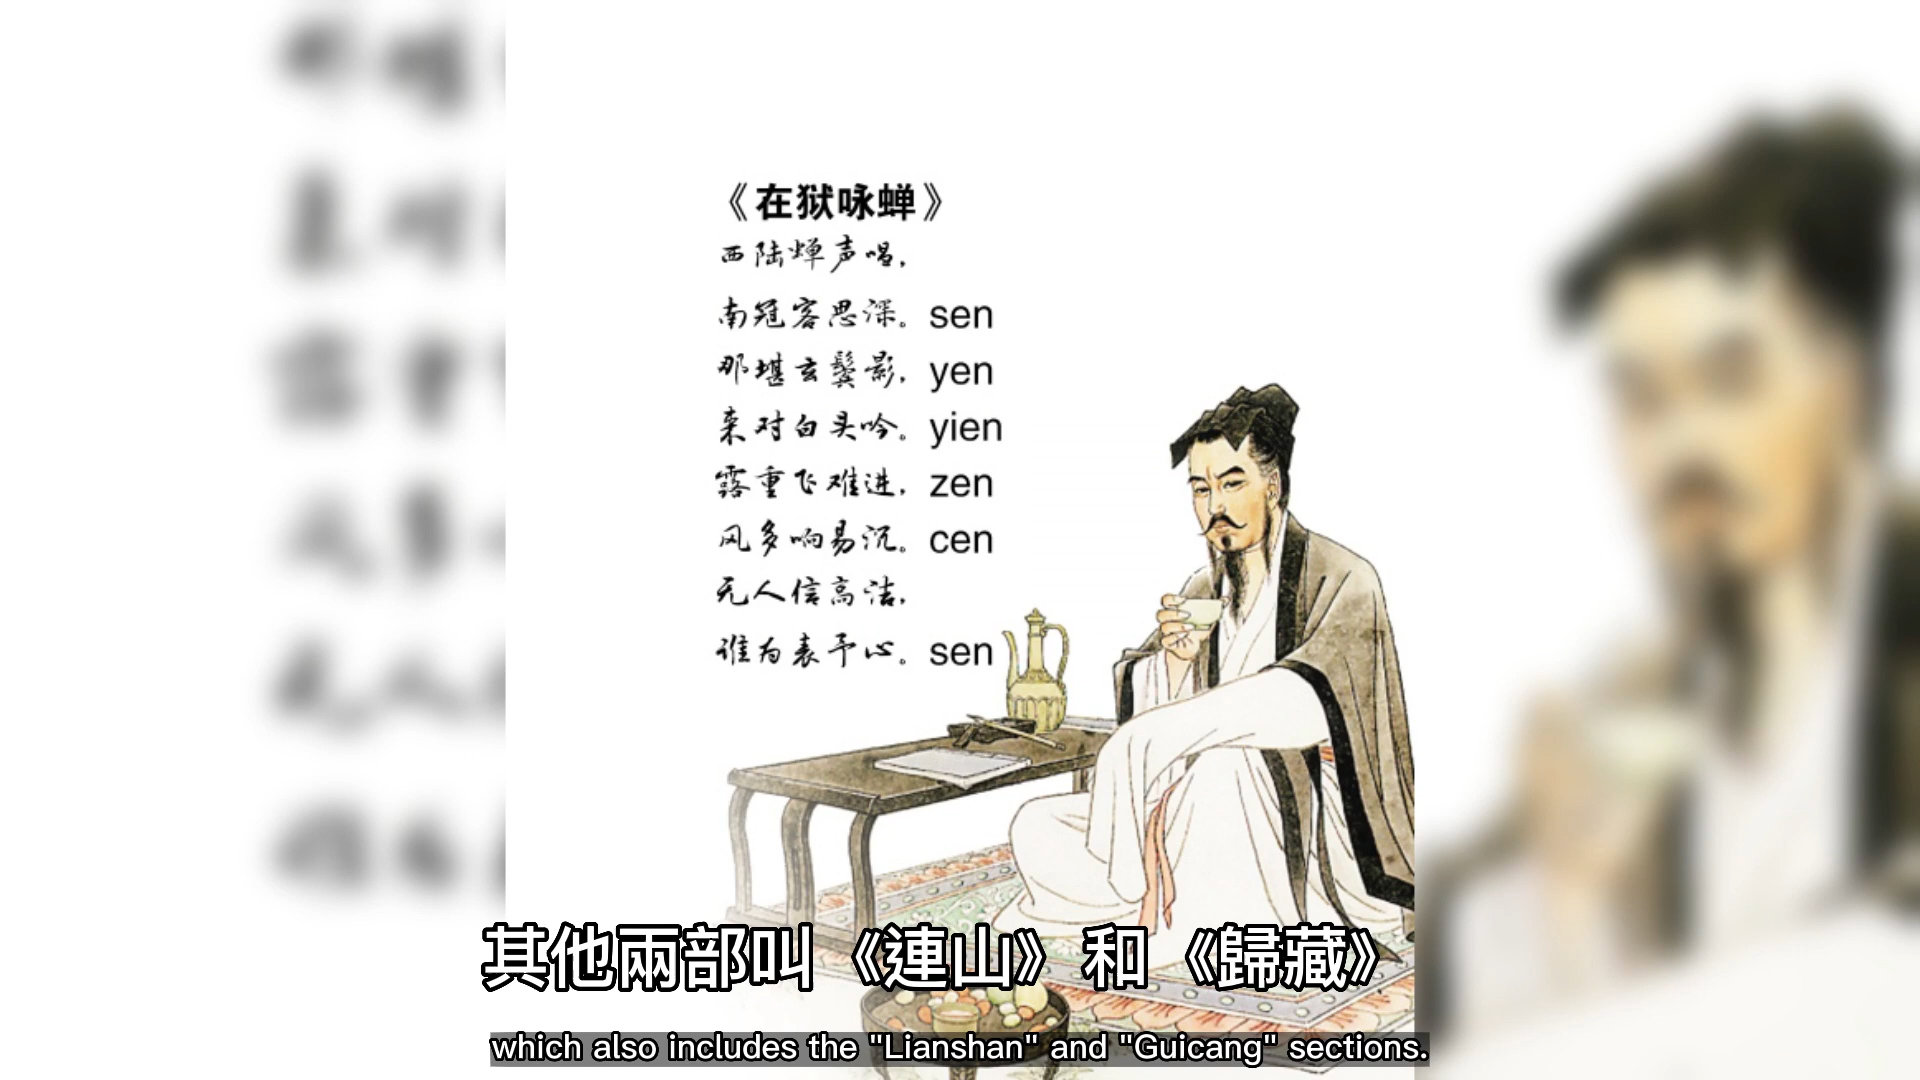 《在狱咏蝉》
西陆蝉声唱，
南冠客思深。sen
那堪玄鬓影，yen
来对白头吟。yien
露重飞难进，zen
风多响易沉。cen
无人信高洁，
谁为表予心。sen
其他兩部叫《連山》和《歸藏》
which also includes the "Lianshan" and "Guicang" sections.